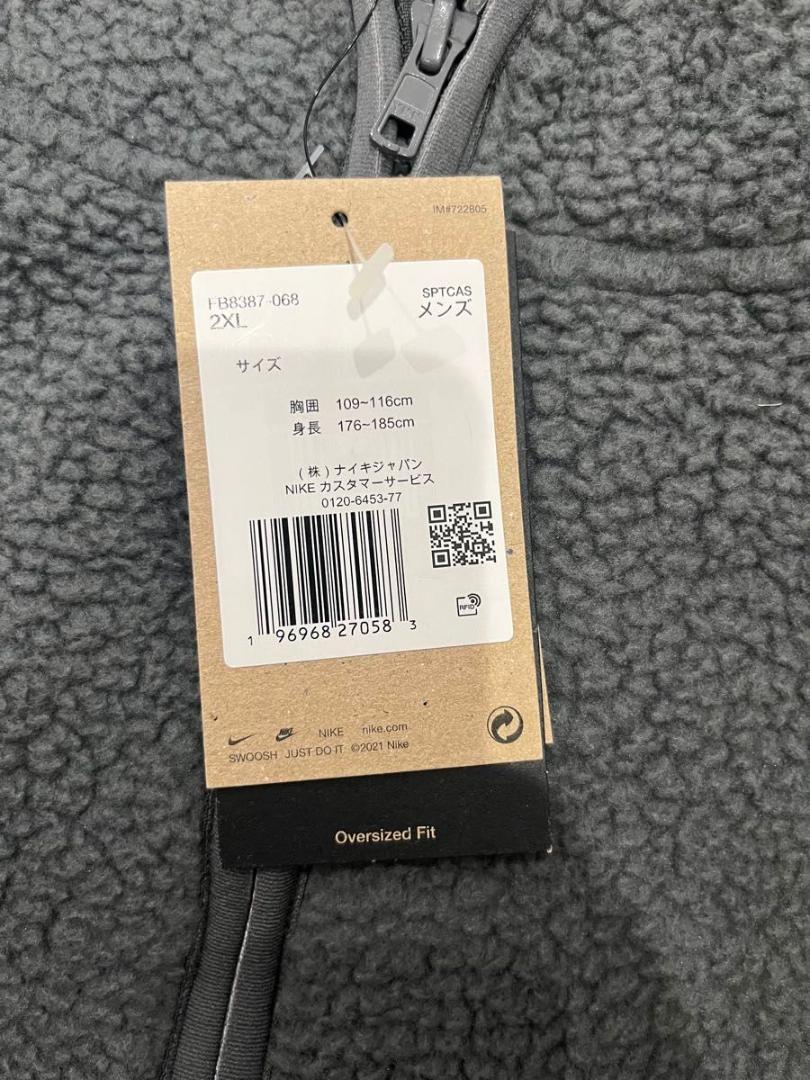 IM#722805
FB8387-068
SPTCAS
2XL
メンズ
サイズ
胸囲 109~116cm
身長 176~185cm
(株)ナイキジャパン
NIKE カスタマーサービス
0120-6453-77
1 96968 27058 3
RFID
NIKE nike.com
SWOOSH JUST DO IT ©2021 Nike
Oversized Fit